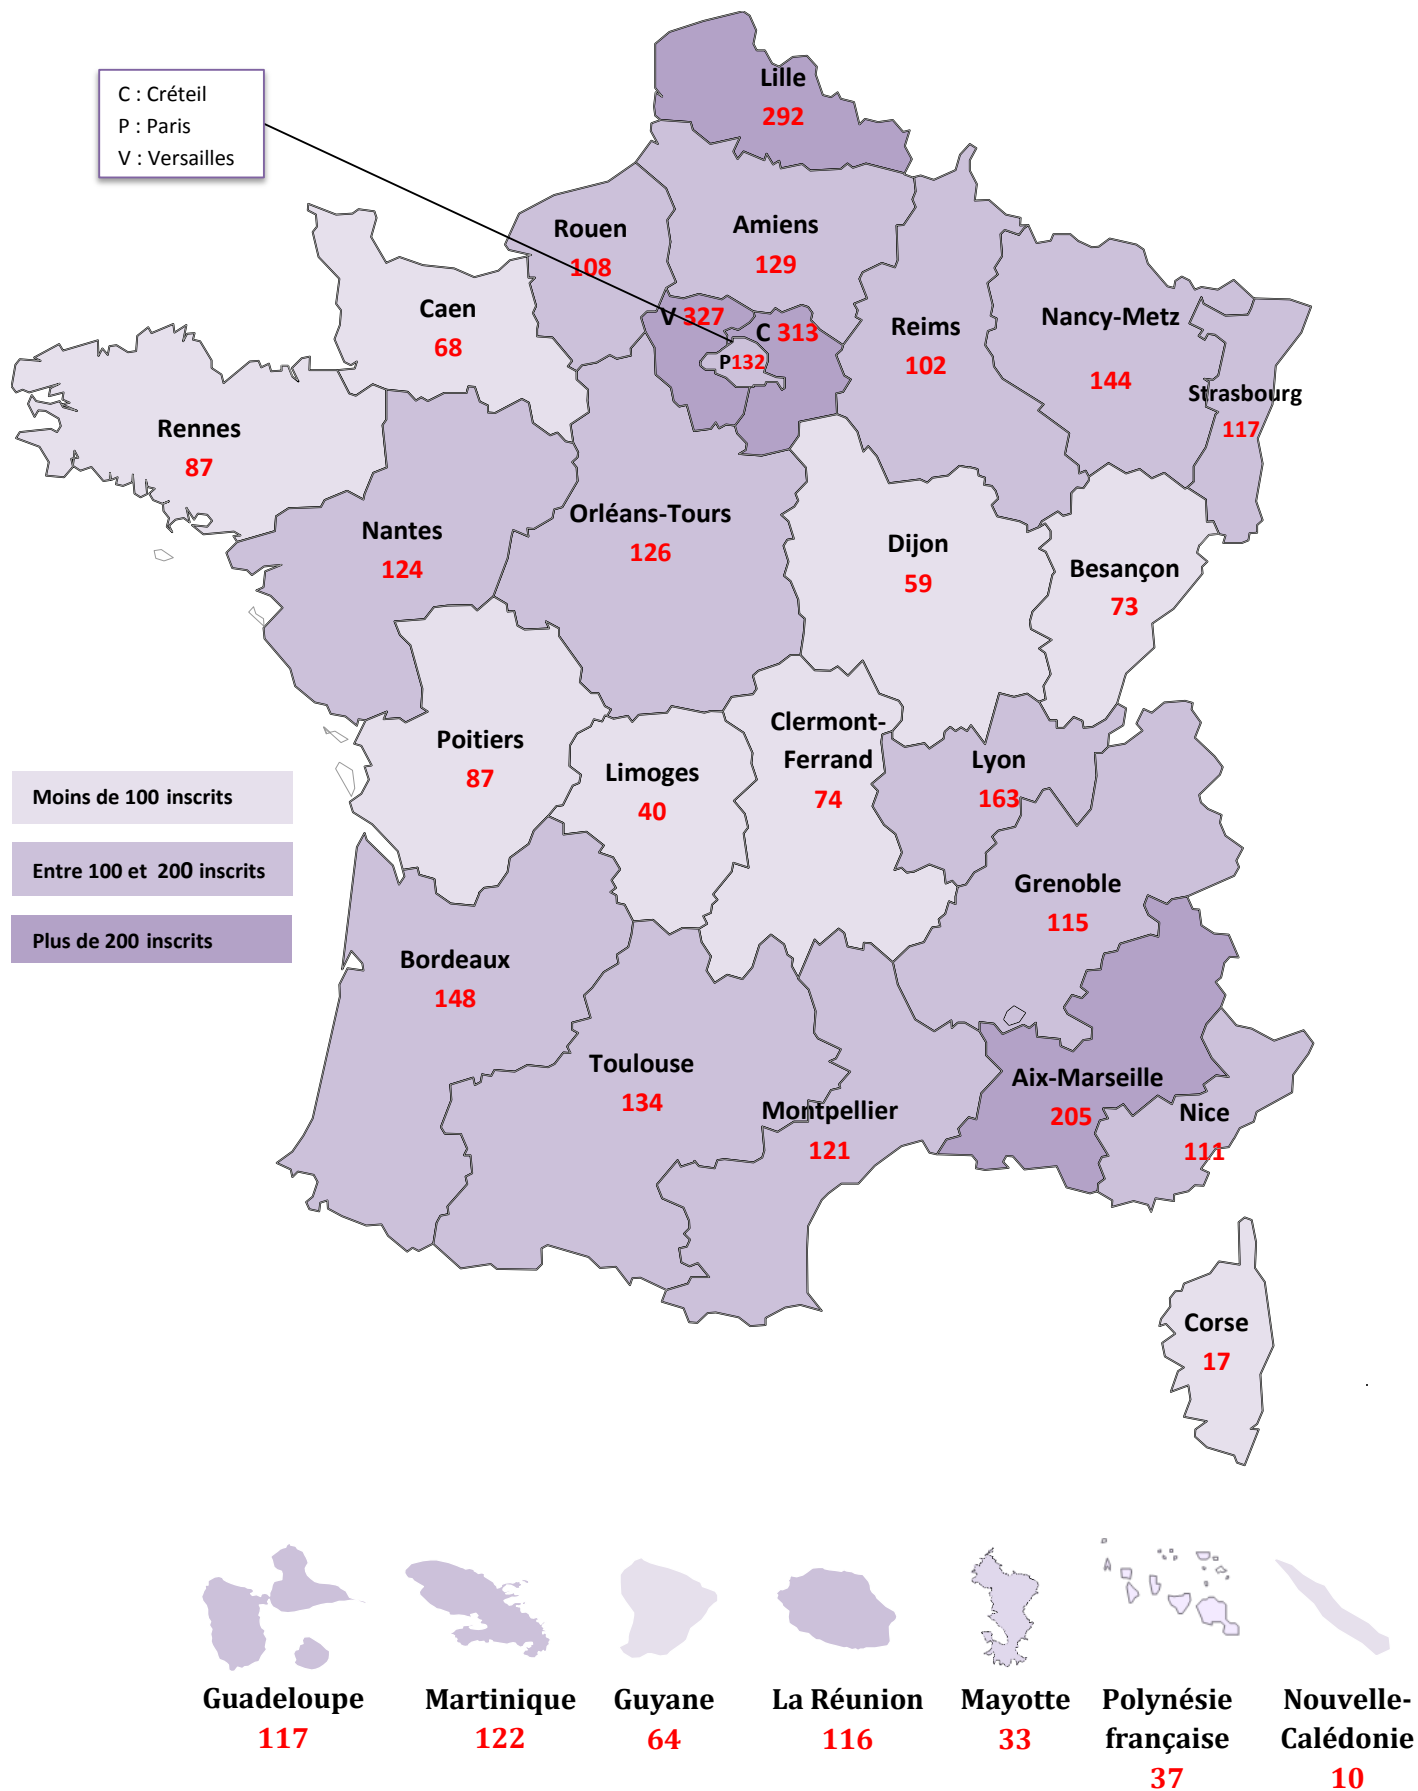 C : Créteil
P : Paris
V : Versailles
Lille
292
Rouen
108
Amiens
129
Caen
68
V 327
C 313
P132
Reims
102
Nancy-Metz
144
Strasbourg
117
Rennes
87
Nantes
124
Orléans-Tours
126
Dijon
59
Besançon
73
Poitiers
87
Limoges
40
Clermont-
Ferrand
74
Lyon
163
Moins de 100 inscrits
Entre 100 et 200 inscrits
Plus de 200 inscrits
Grenoble
115
Bordeaux
148
Toulouse
134
Montpellier
121
Aix-Marseille
205
Nice
111
Corse
17
Guadeloupe
117
Martinique
122
Guyane
64
La Réunion
116
Mayotte
33
Polynésie
française
37
Nouvelle-
Calédonie
10